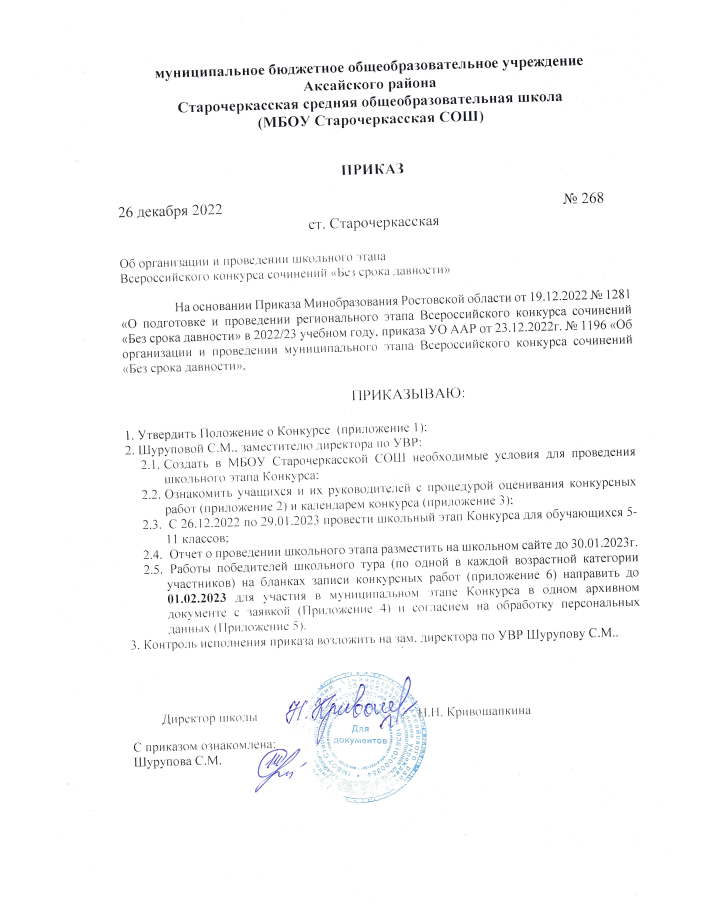 муниципальное бюджетное общеобразовательное учреждение
Аксайского района
Старочеркасская средняя общеобразовательная школа
(МБОУ Старочеркасская СОШ)
ПРИКАЗ
26 декабря 2022 № 268
ст. Старочеркасская
Об организации и проведении школьного этапа
Всероссийского конкурса сочинений «Без срока давности»
На основании Приказа Минобразования Ростовской области от 19.12.2022 № 1281
«О подготовке и проведении регионального этапа Всероссийского конкурса сочинений
«Без срока давности» в 2022/23 учебном году, приказа УО ААР от 23.12.2022г. № 1196 «Об
организации и проведении муниципального этапа Всероссийского конкурса сочинений
«Без срока давности»,
ПРИКАЗЫВАЮ:
1. Утвердить Положение о Конкурсе (приложение 1);
2. Шуруповой С.М., заместителю директора по УВР:
2.1. Создать в МБОУ Старочеркасской СОШ необходимые условия для проведения
школьного этапа Конкурса;
2.2. Ознакомить учащихся и их руководителей с процедурой оценивания конкурсных
работ (приложение 2) и календарем конкурса (приложение 3);
2.3. С 26.12.2022 по 29.01.2023 провести школьный этап Конкурса для обучающихся 5-
11 классов;
2.4. Отчет о проведении школьного этапа разместить на школьном сайте до 30.01.2023г.
2.5. Работы победителей школьного тура (по одной в каждой возрастной категории
участников) на бланках записи конкурсных работ (приложение 6) направить до
01.02.2023 для участия в муниципальном этапе Конкурса в одном архивном
документе с заявкой (Приложение 4) и согласием на обработку персональных
данных (Приложение 5).
3. Контроль исполнения приказа возложить на зам. директора по УВР Шурупову С.М..
Директор школы Н.Н. Кривошапкина
Для
документов
С приказом ознакомлена:
Шурупова С.М.